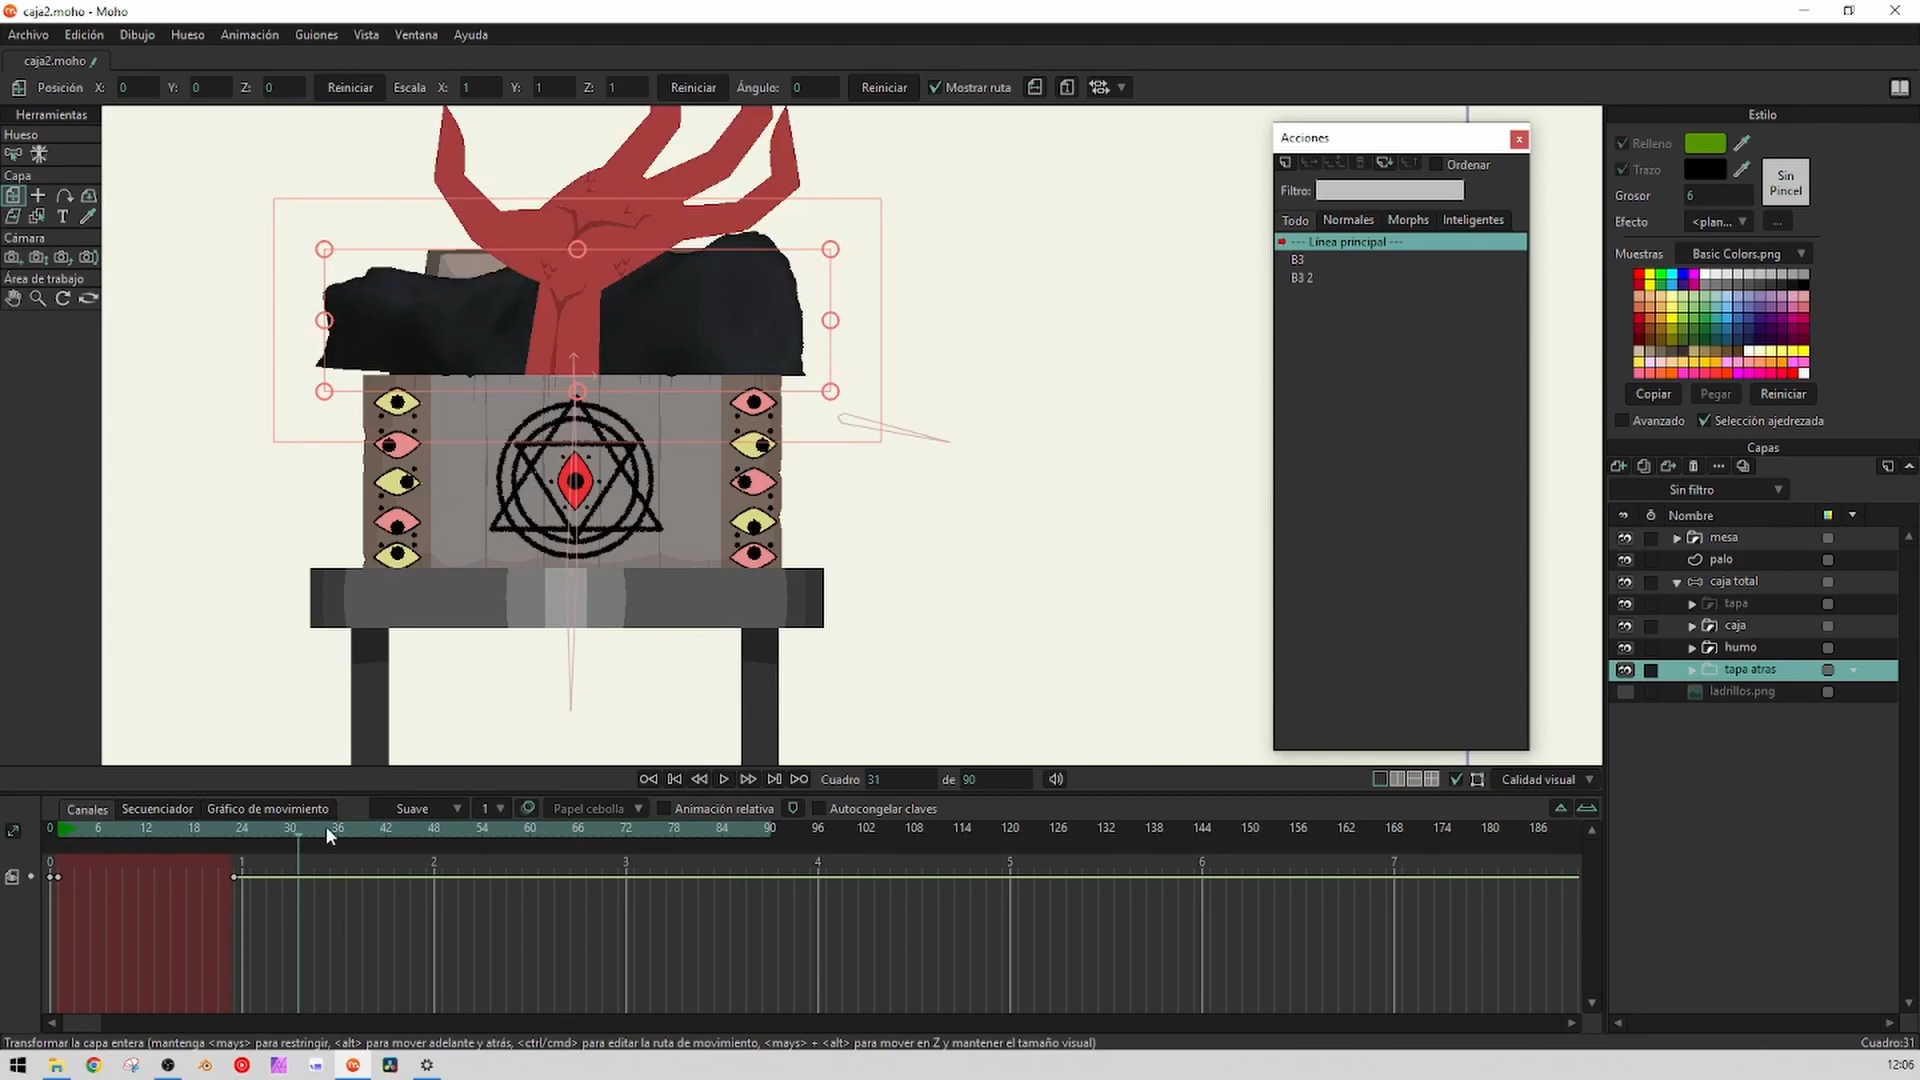 caja2.moho - Moho
Archivo Edición Dibujo Hueso Animación Guiones Vista Ventana Ayuda
caja2.moho
Posición X: 0 Y: 0 Z: 0 Reiniciar Escala X: 1 Y: 1 Z: 1 Reiniciar Ángulo: 0 Reiniciar Mostrar ruta
Herramientas
Hueso
Capa
Cámara
Área de trabajo
Acciones
Ordenar
Filtro:
Todo Normales Morphs Inteligentes
--- Línea principal ---
B3
B3 2
Estilo
Relleno
Trazo
Sin
Pincel
Grosor 6
Efecto <plan... ...
Muestras Basic Colors.png
Copiar Pegar Reiniciar
Avanzado Selección ajedrezada
Capas
Sin filtro
Nombre
mesa
palo
caja total
tapa
caja
humo
tapa atras
ladrillos.png
Cuadro 31 de 90 Calidad visual
Canales Secuenciador Gráfico de movimiento Suave 1 Papel cebolla Animación relativa Autocongelar claves
0 6 12 18 24 30 36 42 48 54 60 66 72 78 84 90 96 102 108 114 120 126 132 138 144 150 156 162 168 174 180 186
0 1 2 3 4 5 6 7
Transformar la capa entera (mantenga <mays> para restringir, <alt> para mover adelante y atrás, <ctrl/cmd> para editar la ruta de movimiento, <mays> + <alt> para mover en Z y mantener el tamaño visual) Cuadro:31
12:06